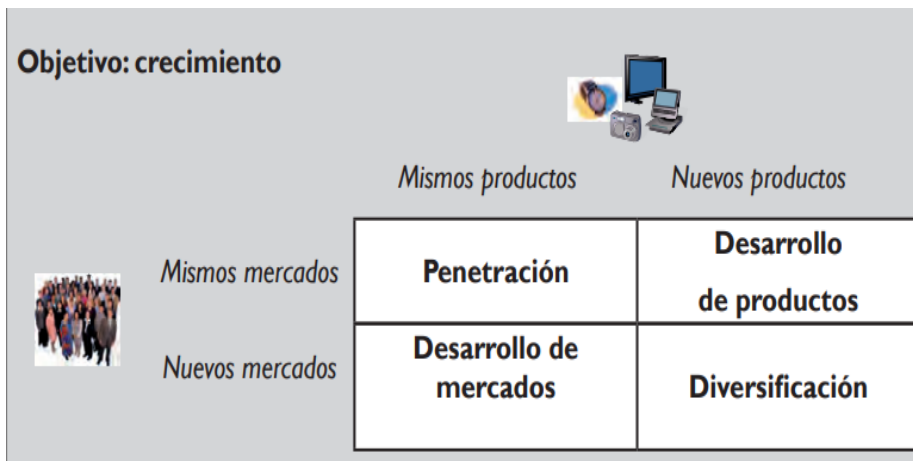 Objetivo: crecimiento
Mismos productos
Nuevos productos
Mismos mercados
Penetración
Desarrollo
de productos
Nuevos mercados
Desarrollo de
mercados
Diversificación